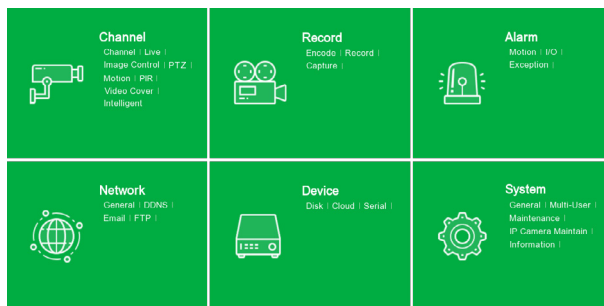 Channel
Channel | Live |
Image Control | PTZ |
Motion | PIR |
Video Cover |
Intelligent
Record
Encode | Record |
Capture |
Alarm
Motion | I/O |
Exception |
Network
General | DDNS |
Email | FTP |
Device
Disk | Cloud | Serial |
System
General | Multi-User |
Maintenance |
IP Camera Maintain |
Information |